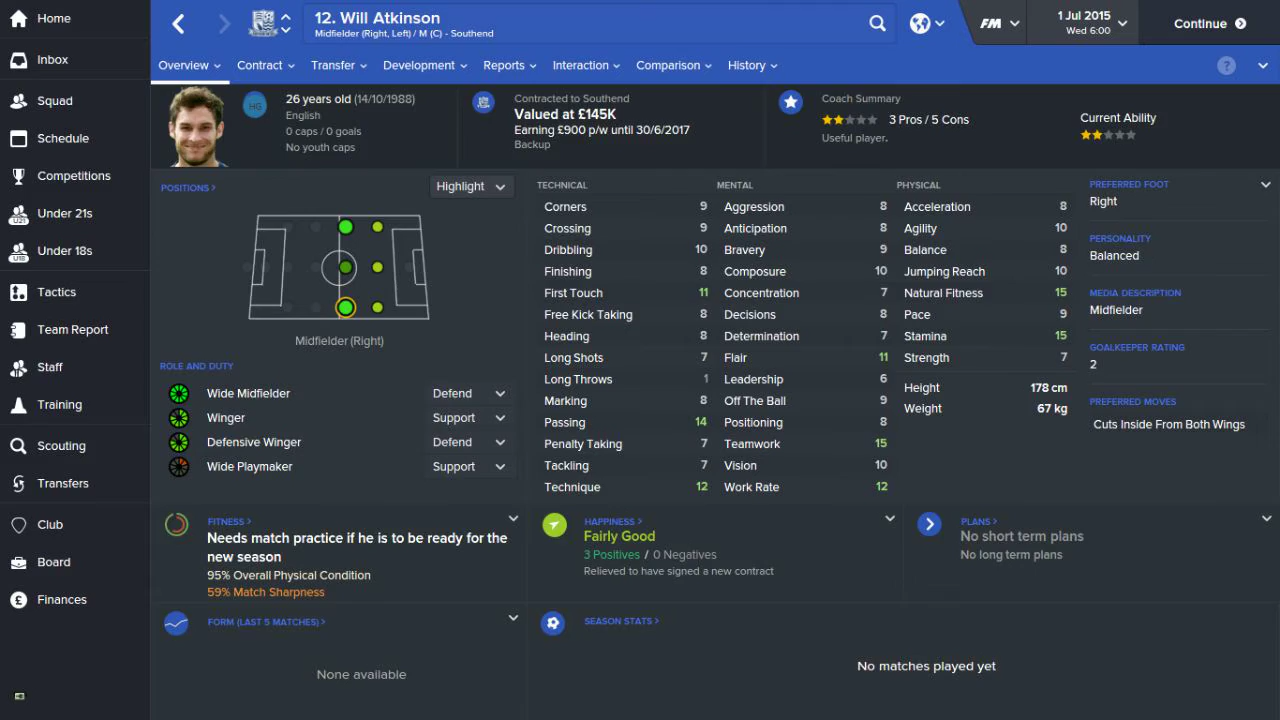 Home
Inbox
Squad
Schedule
Competitions
Under 21s
Under 18s
Tactics
Team Report
Staff
Training
Scouting
Transfers
Club
Board
Finances
12. Will Atkinson
Midfielder (Right, Left) / M (C) - Southend
FM
1 Jul 2015
Wed 6:00
Continue
Overview
Contract
Transfer
Development
Reports
Interaction
Comparison
History
?
HG
26 years old (14/10/1988)
English
0 caps / 0 goals
No youth caps
Contracted to Southend
Valued at £145K
Earning £900 p/w until 30/6/2017
Backup
Coach Summary
3 Pros / 5 Cons
Useful player.
Current Ability
POSITIONS >
Highlight
Midfielder (Right)
ROLE AND DUTY
Wide Midfielder Defend
Winger Support
Defensive Winger Defend
Wide Playmaker Support
TECHNICAL
Corners 9
Crossing 9
Dribbling 10
Finishing 8
First Touch 11
Free Kick Taking 8
Heading 8
Long Shots 7
Long Throws 1
Marking 8
Passing 14
Penalty Taking 7
Tackling 7
Technique 12
MENTAL
Aggression 8
Anticipation 8
Bravery 9
Composure 10
Concentration 7
Decisions 8
Determination 7
Flair 11
Leadership 6
Off The Ball 9
Positioning 8
Teamwork 15
Vision 10
Work Rate 12
PHYSICAL
Acceleration 8
Agility 10
Balance 8
Jumping Reach 10
Natural Fitness 15
Pace 9
Stamina 15
Strength 7
Height 178 cm
Weight 67 kg
PREFERRED FOOT
Right
PERSONALITY
Balanced
MEDIA DESCRIPTION
Midfielder
GOALKEEPER RATING
2
PREFERRED MOVES
Cuts Inside From Both Wings
FITNESS >
Needs match practice if he is to be ready for the
new season
95% Overall Physical Condition
59% Match Sharpness
HAPPINESS >
Fairly Good
3 Positives / 0 Negatives
Relieved to have signed a new contract
PLANS >
No short term plans
No long term plans
FORM (LAST 5 MATCHES) >
None available
SEASON STATS >
No matches played yet